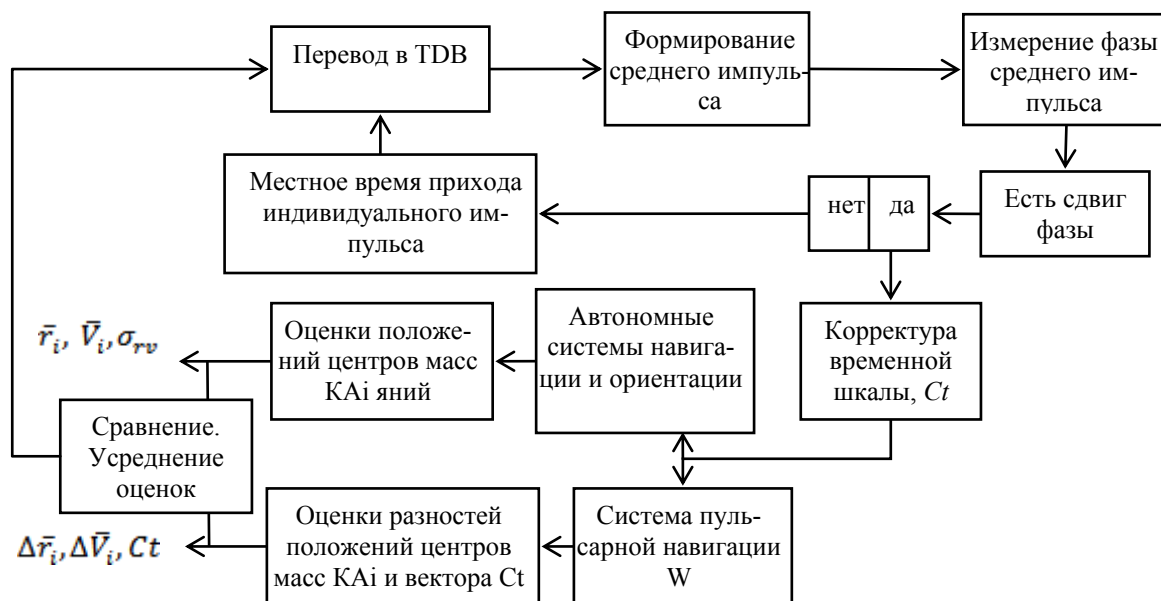 Перевод в TDB
Формирование
среднего импуль-
са
Измерение фазы
среднего им-
пульса
Местное время прихода
индивидуального им-
пульса
нет да
Есть сдвиг
фазы
r̄ᵢ, V̄ᵢ, σᵣᵥ
Оценки положе-
ний центров масс
КАi яний
Автономные
системы навига-
ции и ориентации
Корректура
временной
шкалы, Ct
Сравнение.
Усреднение
оценок
Δr̄ᵢ, ΔV̄ᵢ, Ct
Оценки разностей
положений центров
масс КАi и вектора Ct
Система пуль-
сарной навигации
W